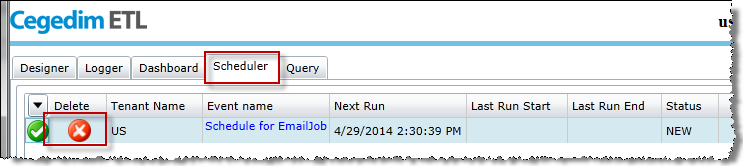 Cegedim ETL
us
Designer Logger Dashboard Scheduler Query
Delete Tenant Name Event name Next Run Last Run Start Last Run End Status
US Schedule for EmailJob 4/29/2014 2:30:39 PM NEW